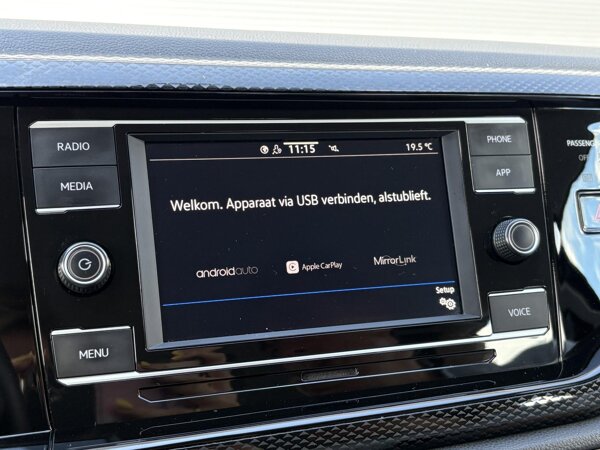 RADIO
MEDIA
MENU
11:15
19.5 °C
Welkom. Apparaat via USB verbinden, alstublieft.
androidauto
Apple CarPlay
MirrorLink
Setup
PHONE
APP
VOICE